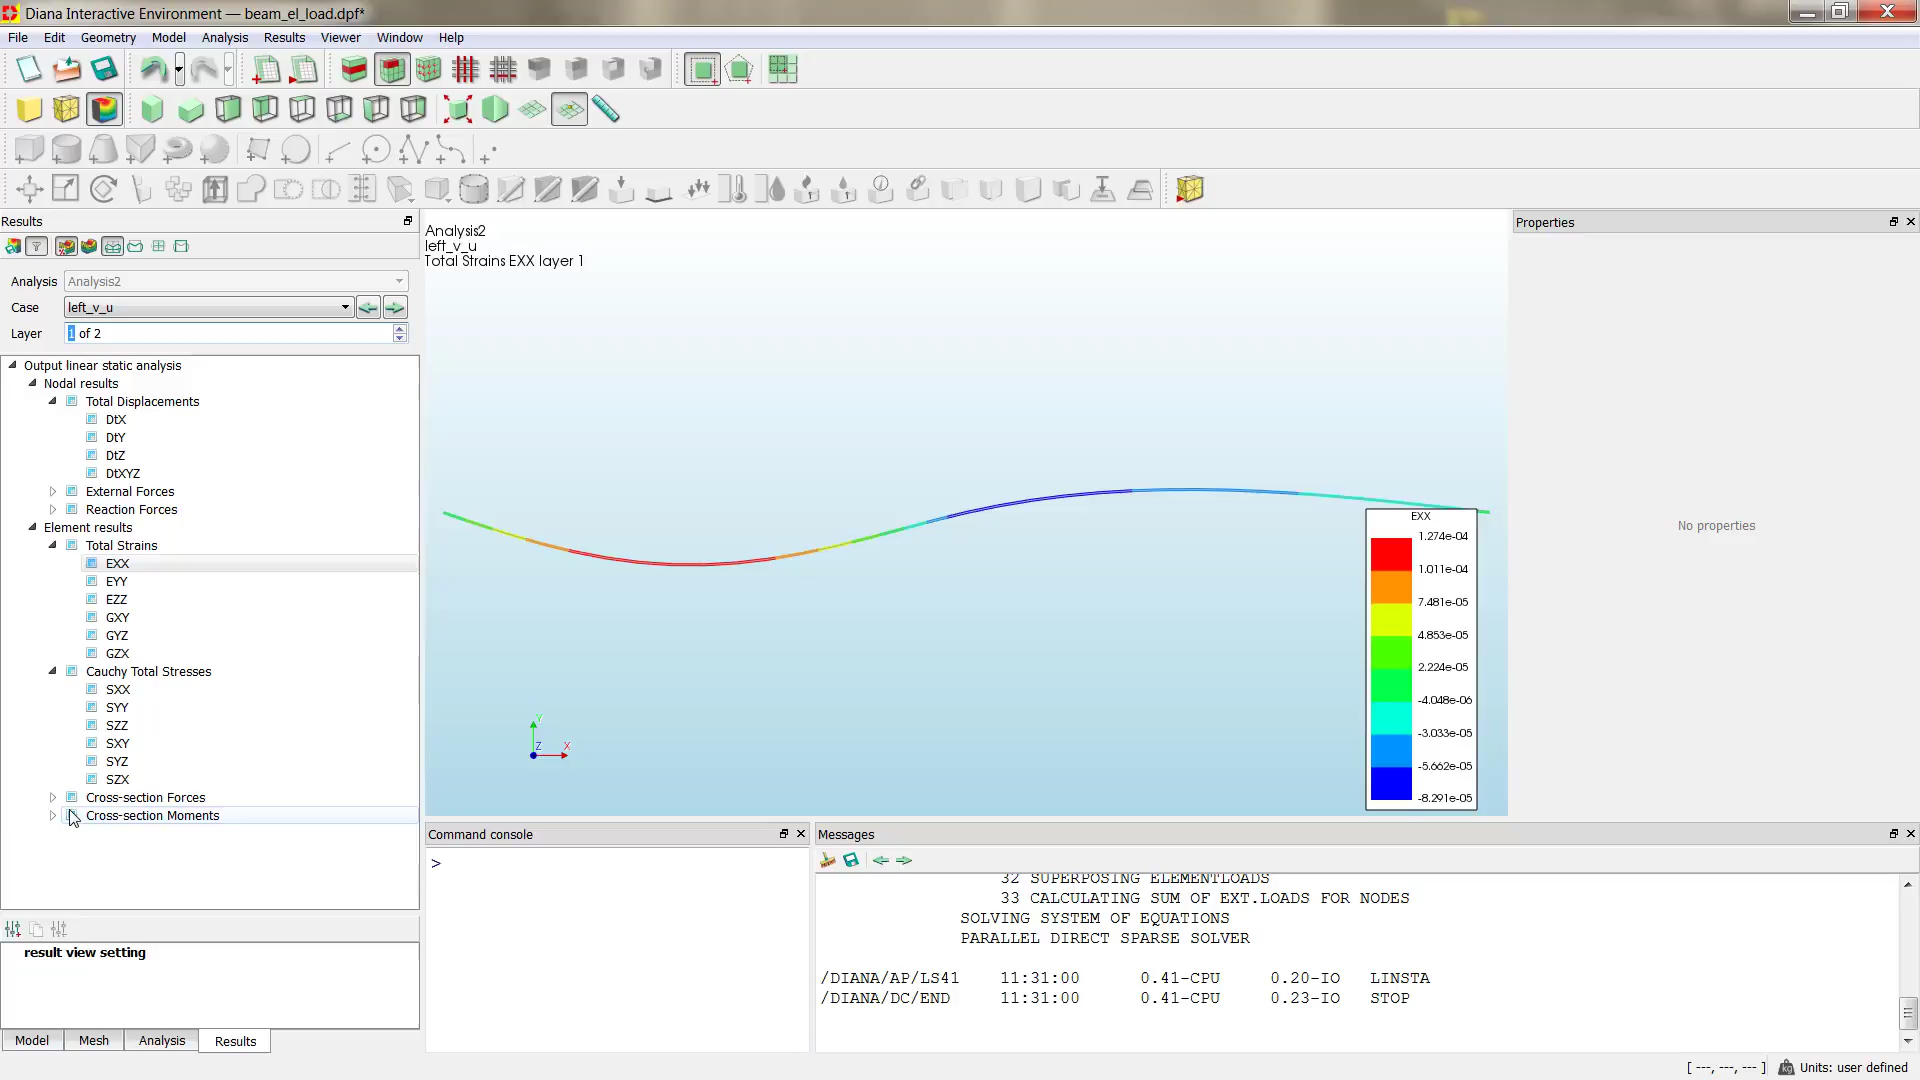 Diana Interactive Environment — beam_el_load.dpf*
File Edit Geometry Model Analysis Results Viewer Window Help
Results
Analysis Analysis2
Case left_v_u
Layer 1 of 2
Output linear static analysis
Nodal results
Total Displacements
DtX
DtY
DtZ
DtXYZ
External Forces
Reaction Forces
Element results
Total Strains
EXX
EYY
EZZ
GXY
GYZ
GZX
Cauchy Total Stresses
SXX
SYY
SZZ
SXY
SYZ
SZX
Cross-section Forces
Cross-section Moments
result view setting
Model Mesh Analysis Results
Analysis2
left_v_u
Total Strains EXX layer 1
Y
Z X
EXX
1.274e-04
1.011e-04
7.481e-05
4.853e-05
2.224e-05
-4.048e-06
-3.033e-05
-5.662e-05
-8.291e-05
Properties
No properties
Command console
>
Messages
32 SUPERPOSING ELEMENTLOADS
33 CALCULATING SUM OF EXT.LOADS FOR NODES
SOLVING SYSTEM OF EQUATIONS
PARALLEL DIRECT SPARSE SOLVER
/DIANA/AP/LS41 11:31:00 0.41-CPU 0.20-IO LINSTA
/DIANA/DC/END 11:31:00 0.41-CPU 0.23-IO STOP
[ ---, ---, --- ] kg Units: user defined